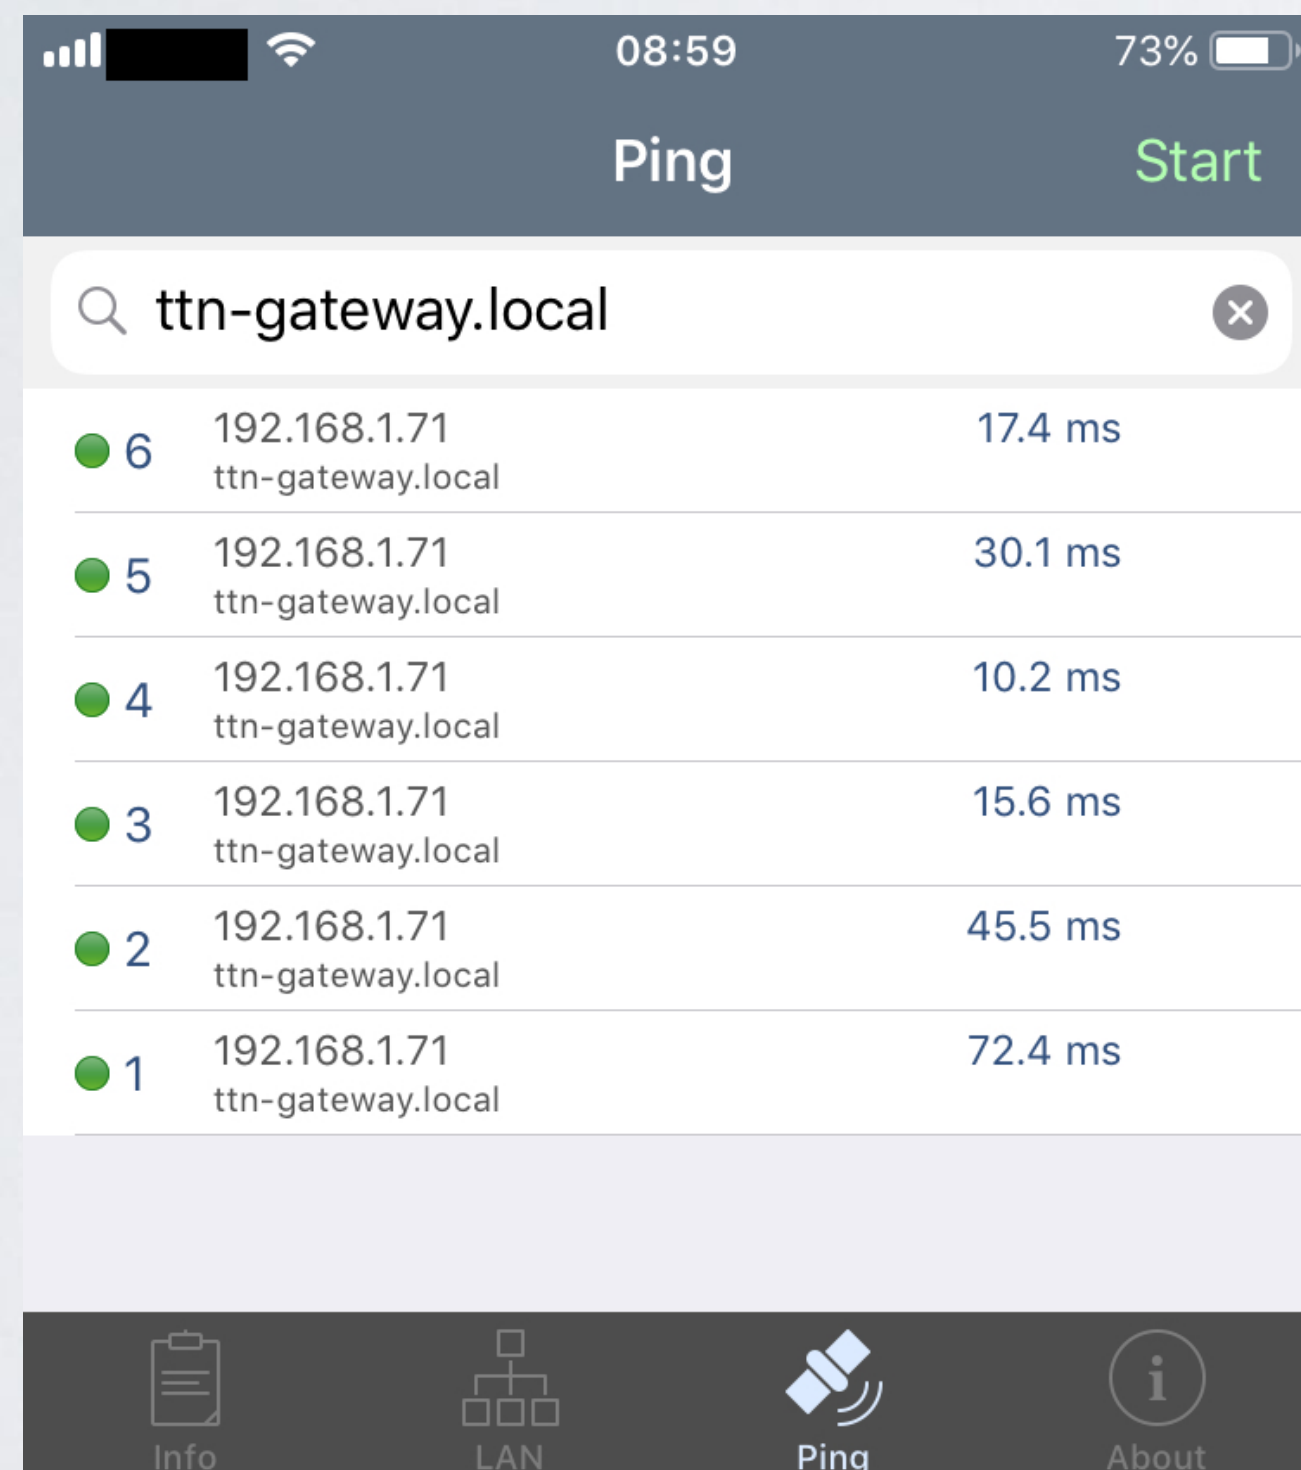 08:59 73%
Ping Start
ttn-gateway.local
6 192.168.1.71 17.4 ms
ttn-gateway.local
5 192.168.1.71 30.1 ms
ttn-gateway.local
4 192.168.1.71 10.2 ms
ttn-gateway.local
3 192.168.1.71 15.6 ms
ttn-gateway.local
2 192.168.1.71 45.5 ms
ttn-gateway.local
1 192.168.1.71 72.4 ms
ttn-gateway.local
Info LAN Ping About